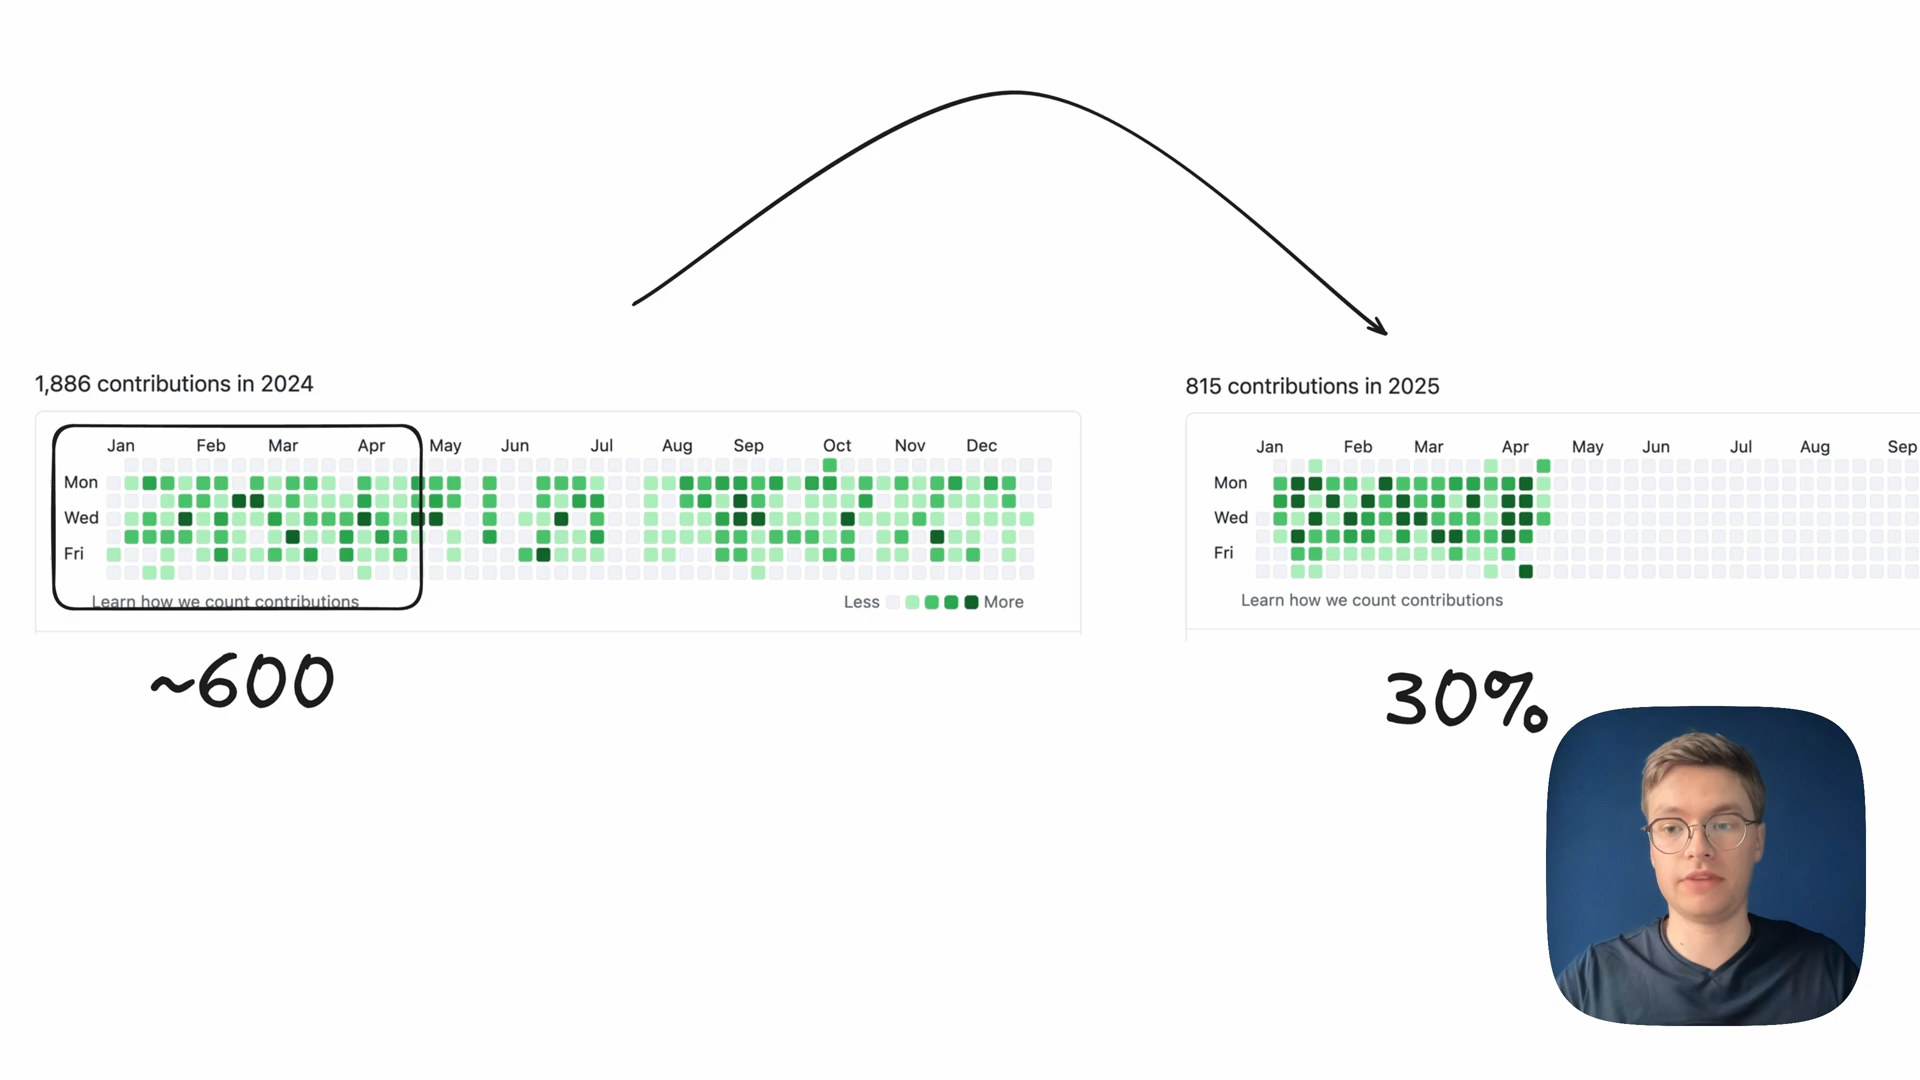 1,886 contributions in 2024
Jan Feb Mar Apr May Jun Jul Aug Sep Oct Nov Dec
Mon
Wed
Fri
Learn how we count contributions
Less More
~600
815 contributions in 2025
Jan Feb Mar Apr May Jun Jul Aug Sep
Mon
Wed
Fri
Learn how we count contributions
30%